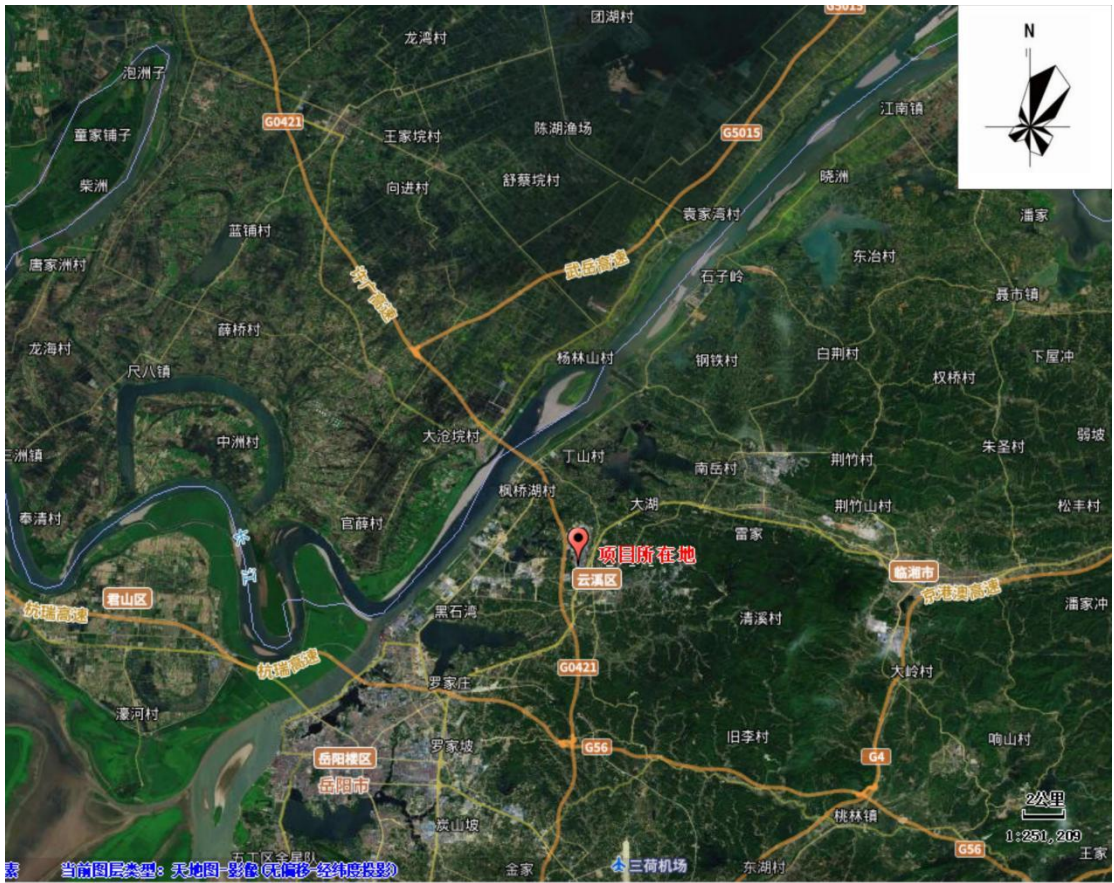 团湖村
G5015
龙湾村
N
泡洲子
江南镇
G0421
童家铺子
王家垸村
陈湖渔场
G5015
柴洲
向进村
舒蔡垸村
晓洲
袁家湾村
潘家
蓝铺村
唐家洲村
武岳高速
石子岭
东冶村
聂市镇
薛桥村
龙海村
杨林山村
钢铁村
白荆村
下屋冲
尺八镇
权桥村
中洲村
大沧垸村
弱坡
朱圣村
三洲镇
丁山村
南岳村
荆竹村
奉清村
枫桥湖村
大湖
荆竹山村
松丰村
官薛村
雷家
长江
项目所在地
云溪区
临湘市
京港澳高速
君山区
杭瑞高速
黑石湾
清溪村
潘家冲
杭瑞高速
G0421
罗家庄
大岭村
濠河村
罗家坡
G56
旧李村
响山村
岳阳楼区
岳阳市
G4
2公里
炭山坡
桃林镇
1:251,209
G56
王家
金家
三荷机场
东湖村
素
当前图层类型：天地图-影像(无偏移-经纬度投影)